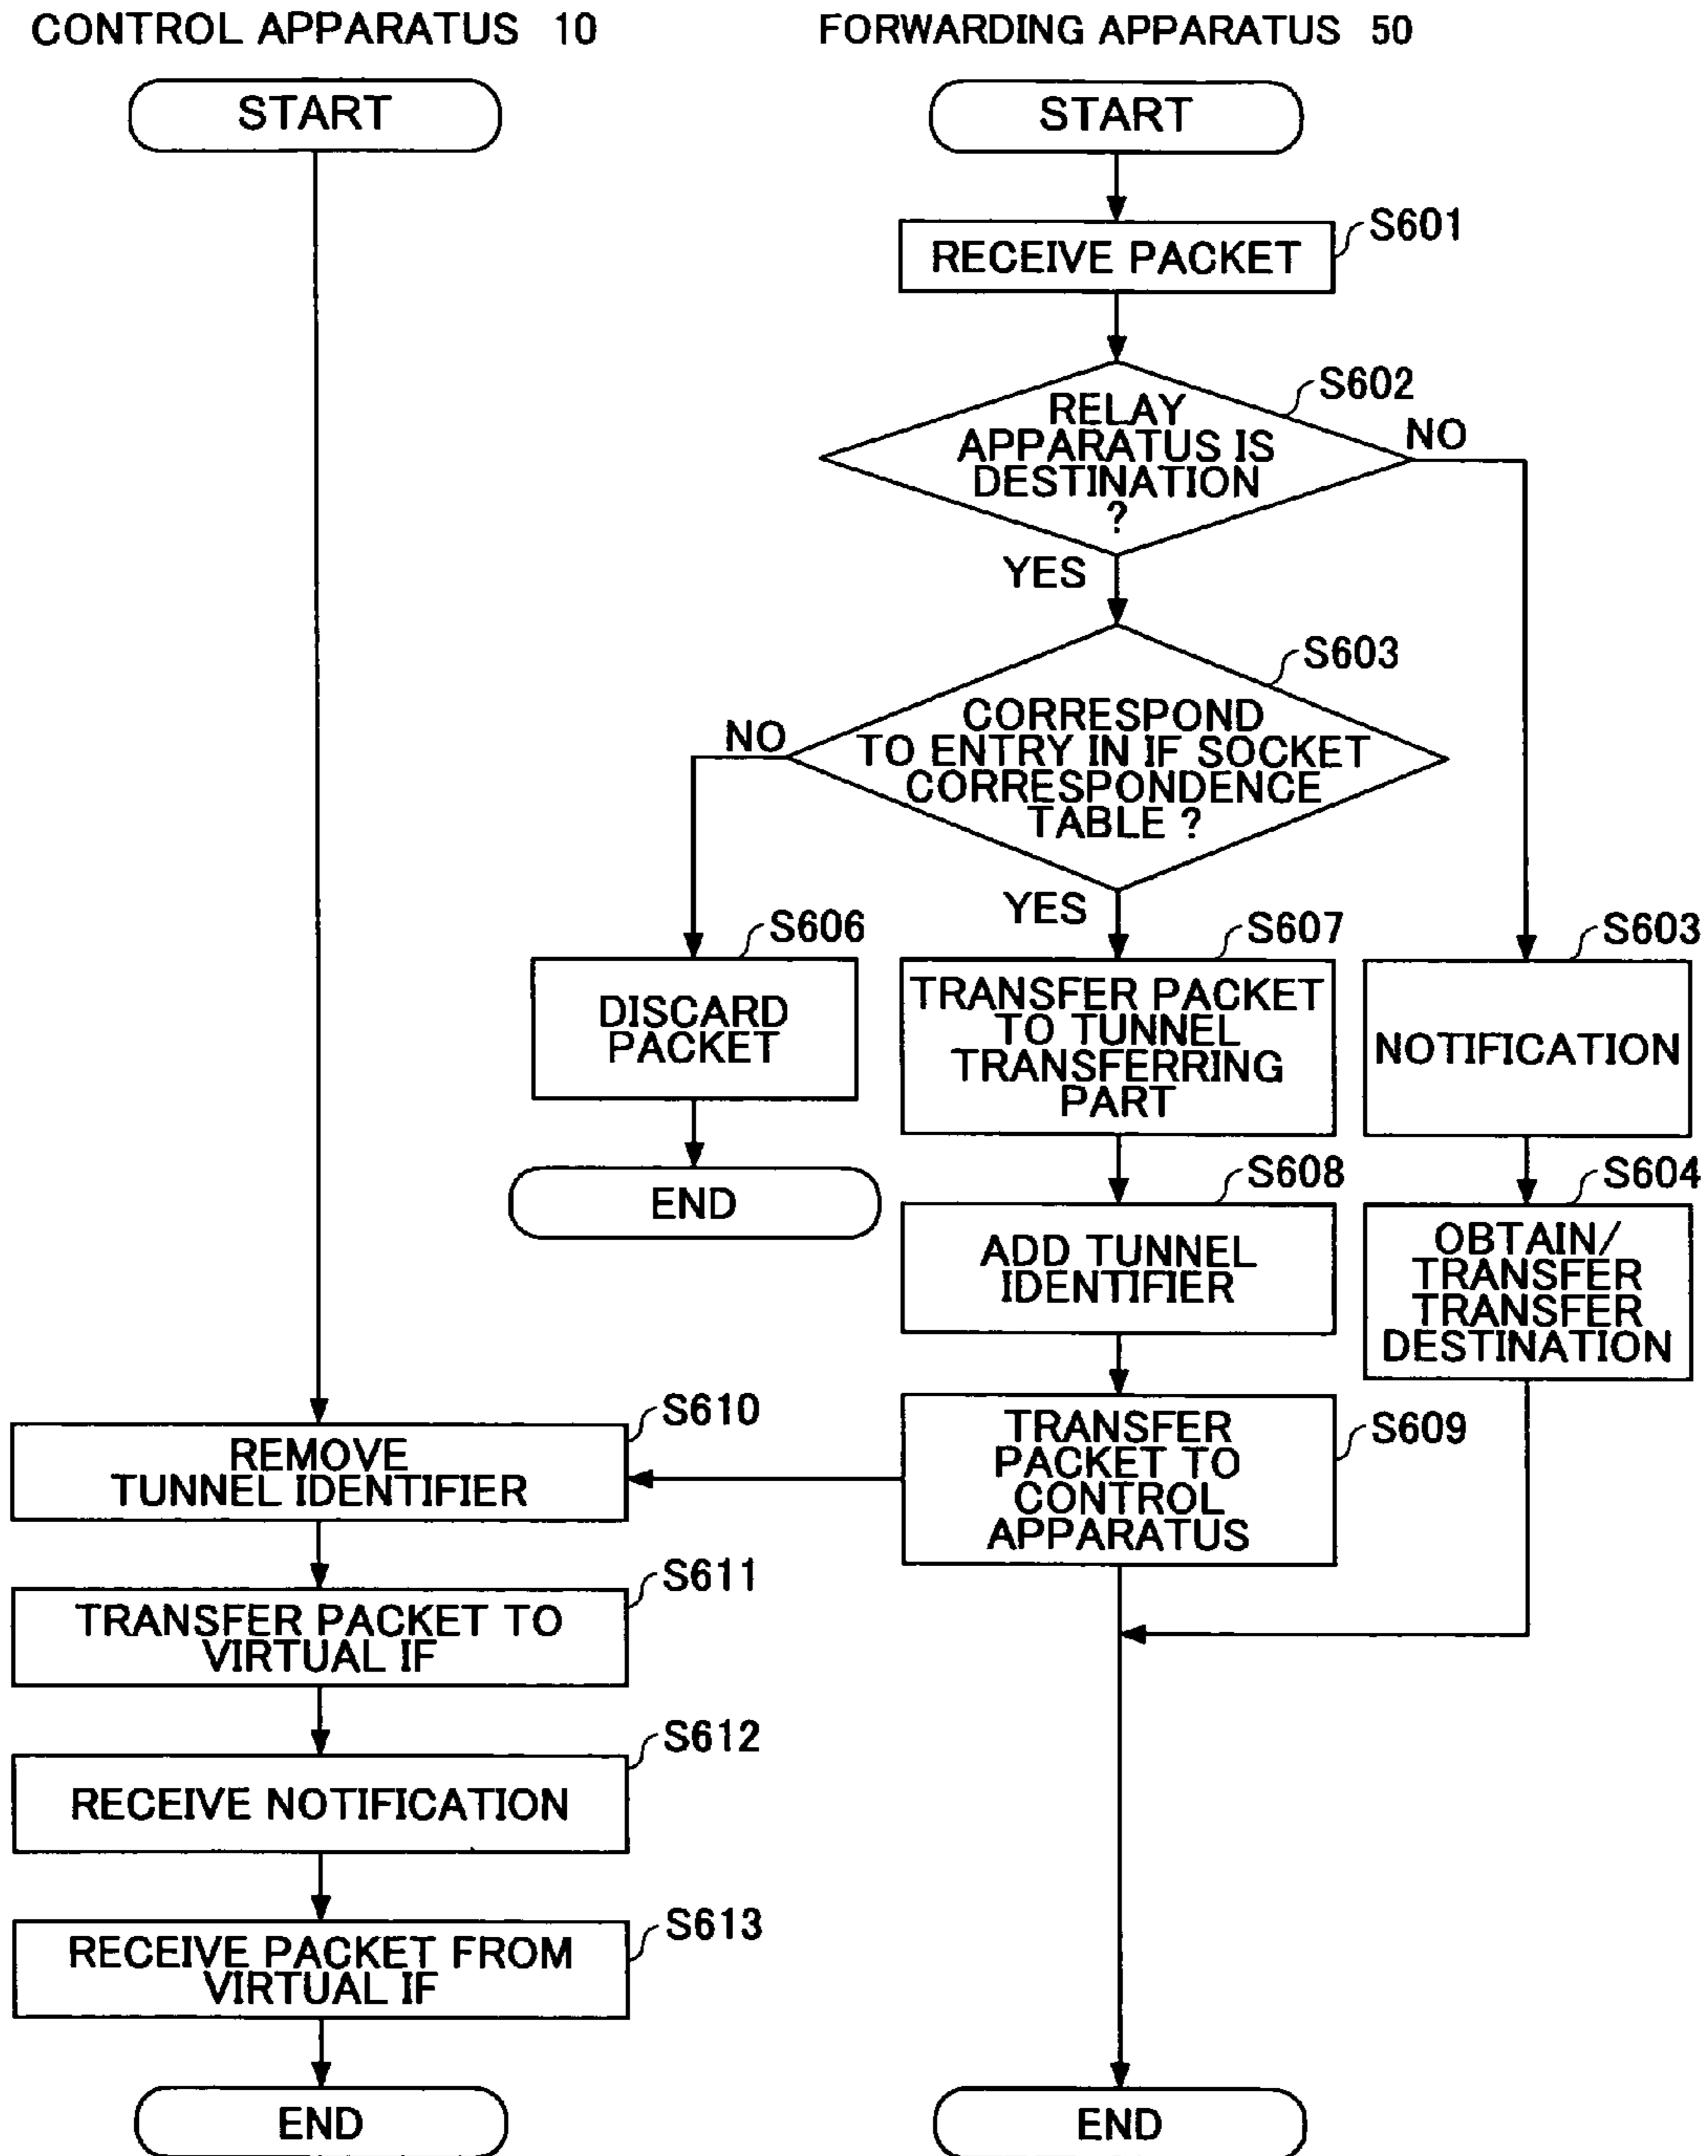 CONTROL APPARATUS 10
FORWARDING APPARATUS 50
START
START
S601
RECEIVE PACKET
S602
RELAY
APPARATUS IS
DESTINATION
?
NO
YES
S603
CORRESPOND
TO ENTRY IN IF SOCKET
CORRESPONDENCE
TABLE ?
NO
YES
S606
DISCARD
PACKET
END
S607
TRANSFER PACKET
TO TUNNEL
TRANSFERRING
PART
S603
NOTIFICATION
S608
ADD TUNNEL
IDENTIFIER
S604
OBTAIN/
TRANSFER
TRANSFER
DESTINATION
S610
REMOVE
TUNNEL IDENTIFIER
S609
TRANSFER
PACKET TO
CONTROL
APPARATUS
S611
TRANSFER PACKET TO
VIRTUAL IF
S612
RECEIVE NOTIFICATION
S613
RECEIVE PACKET FROM
VIRTUAL IF
END
END